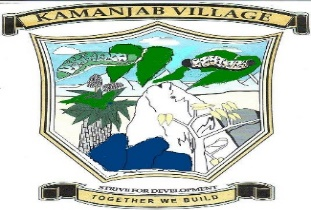 KAMANJAB VILLAGE
STRIVE FOR DEVELOPMENT
TOGETHER WE BUILD